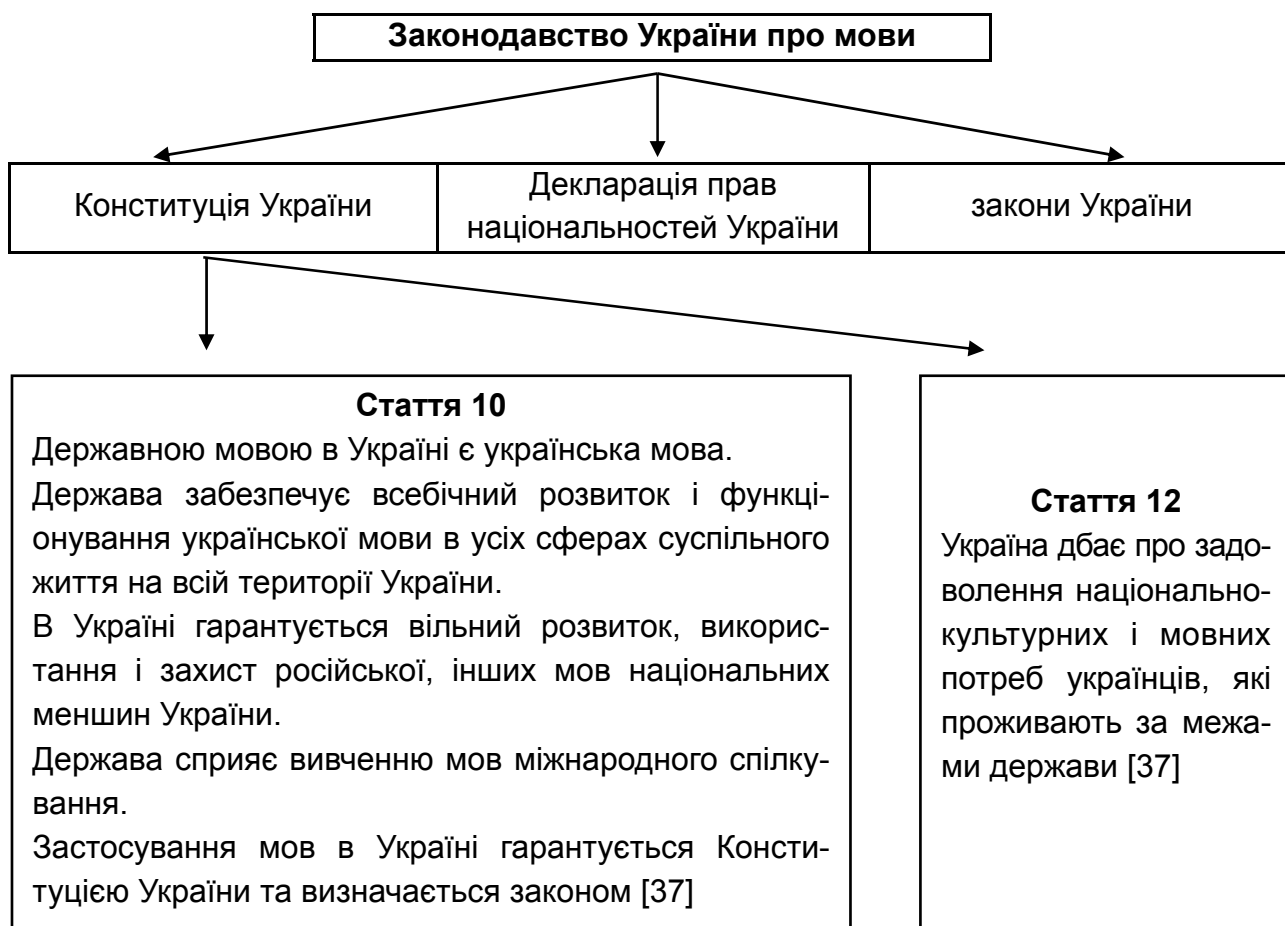 Законодавство України про мови
Конституція України
Декларація прав
національностей України
закони України
Стаття 10
Державною мовою в Україні є українська мова.
Держава забезпечує всебічний розвиток і функці-
онування української мови в усіх сферах суспільного
життя на всій території України.
В Україні гарантується вільний розвиток, викорис-
тання і захист російської, інших мов національних
меншин України.
Держава сприяє вивченню мов міжнародного спілку-
вання.
Застосування мов в Україні гарантується Консти-
туцією України та визначається законом [37]
Стаття 12
Україна дбає про задо-
волення національно-
культурних і мовних
потреб українців, які
проживають за межа-
ми держави [37]